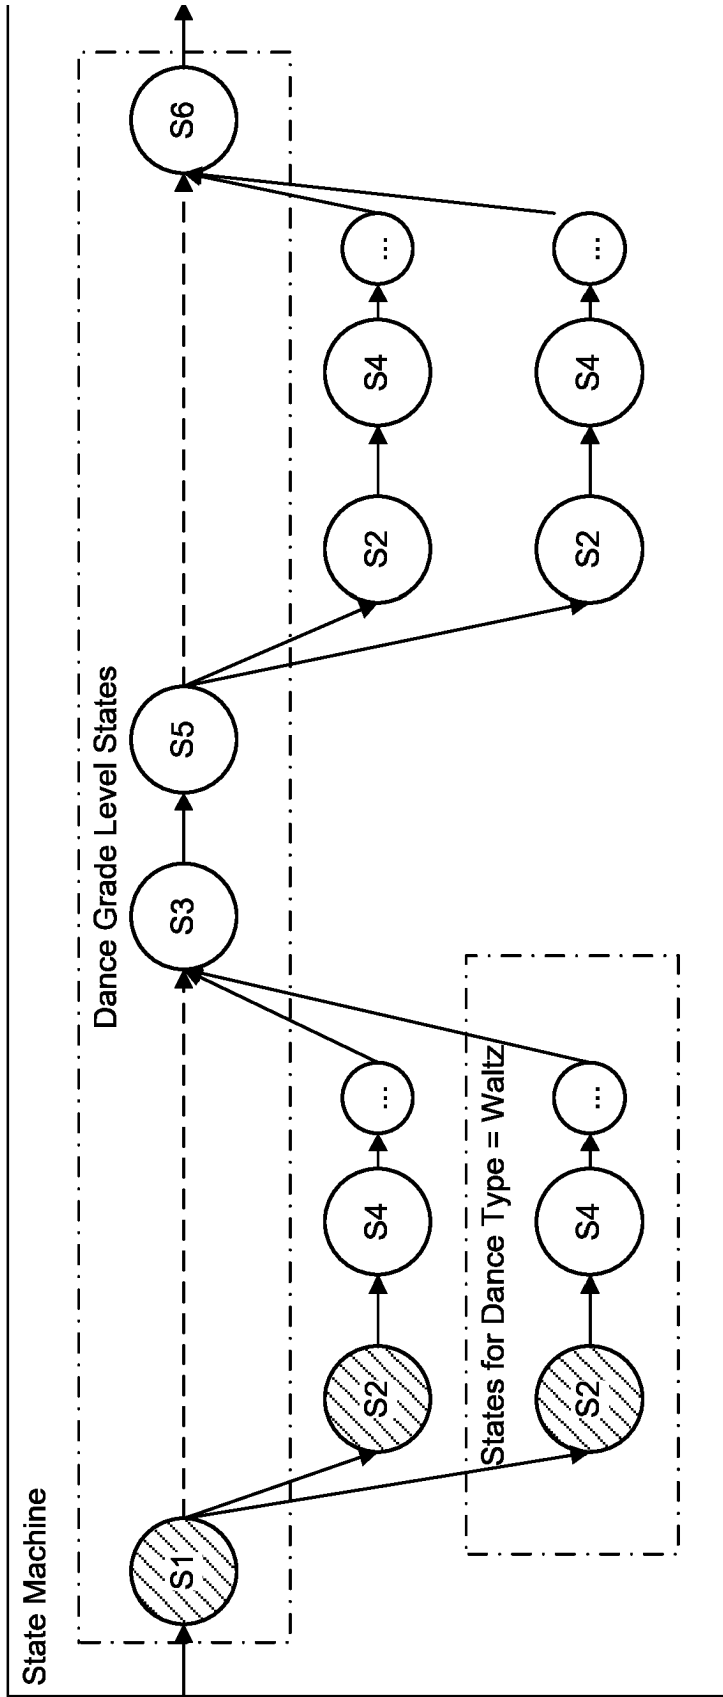 State Machine
Dance Grade Level States
S1
S3
S5
S6
S2
S4
...
S2
S4
...
States for Dance Type = Waltz
S2
S4
...
S2
S4
...